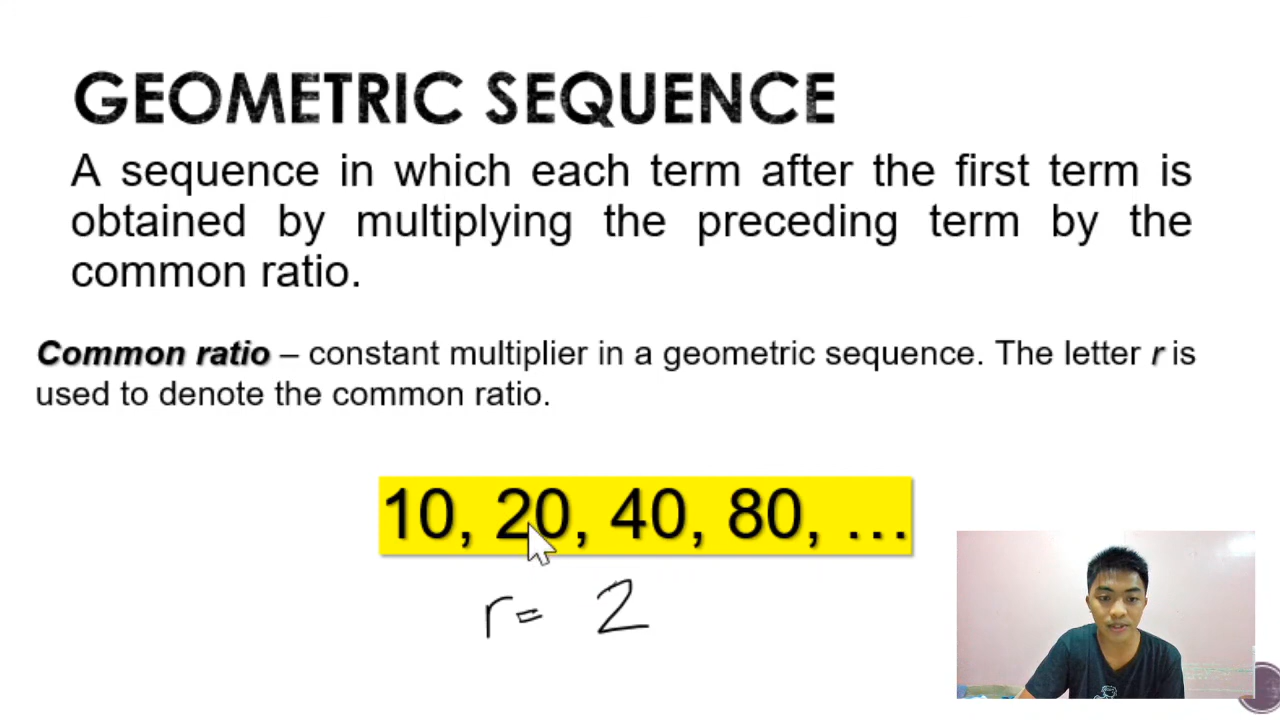 GEOMETRIC SEQUENCE
A sequence in which each term after the first term is
obtained by multiplying the preceding term by the
common ratio.
Common ratio – constant multiplier in a geometric sequence. The letter r is
used to denote the common ratio.
10, 20, 40, 80, …
r= 2